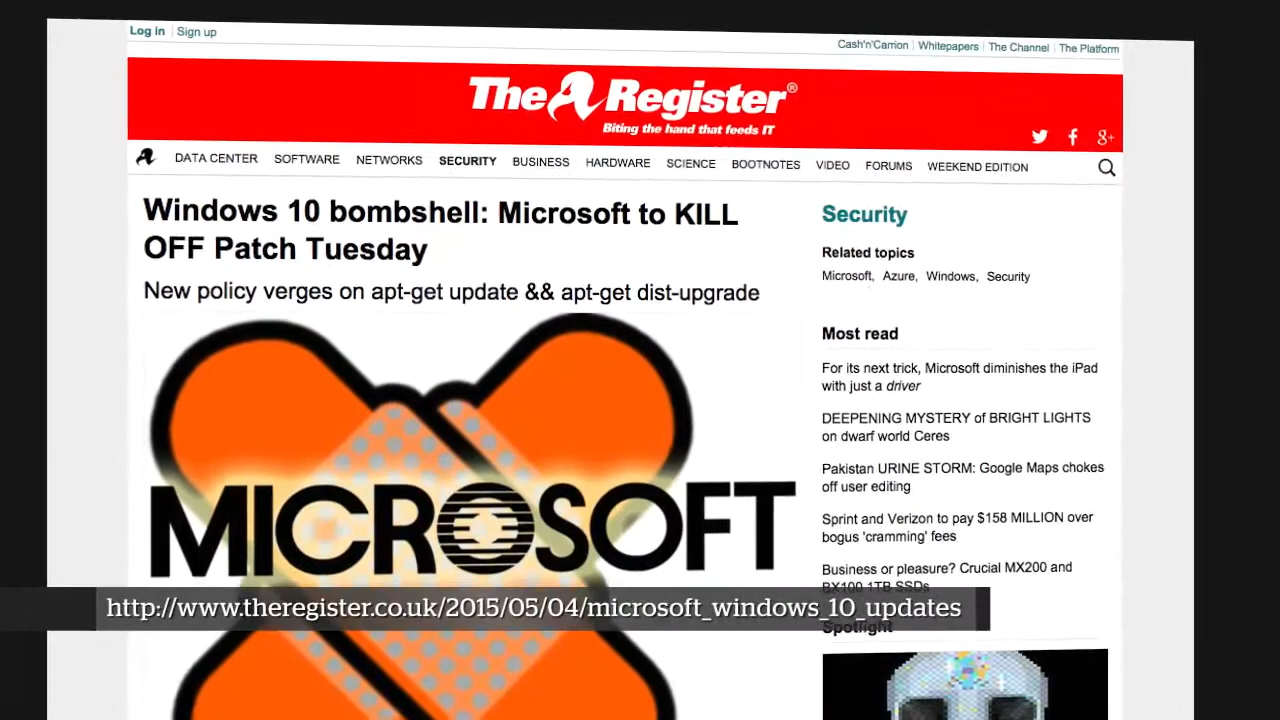 Log in
Sign up
Cash'n'Carrion
Whitepapers
The Channel
The Platform
The Register®
Biting the hand that feeds IT
DATA CENTER
SOFTWARE
NETWORKS
SECURITY
BUSINESS
HARDWARE
SCIENCE
BOOTNOTES
VIDEO
FORUMS
WEEKEND EDITION
Windows 10 bombshell: Microsoft to KILL
OFF Patch Tuesday
New policy verges on apt-get update && apt-get dist-upgrade
MICROSOFT
Security
Related topics
Microsoft, Azure, Windows, Security
Most read
For its next trick, Microsoft diminishes the iPad
with just a driver
DEEPENING MYSTERY of BRIGHT LIGHTS
on dwarf world Ceres
Pakistan URINE STORM: Google Maps chokes
off user editing
Sprint and Verizon to pay $158 MILLION over
bogus 'cramming' fees
Business or pleasure? Crucial MX200 and
BX100 1TB SSDs
http://www.theregister.co.uk/2015/05/04/microsoft_windows_10_updates
Spotlight